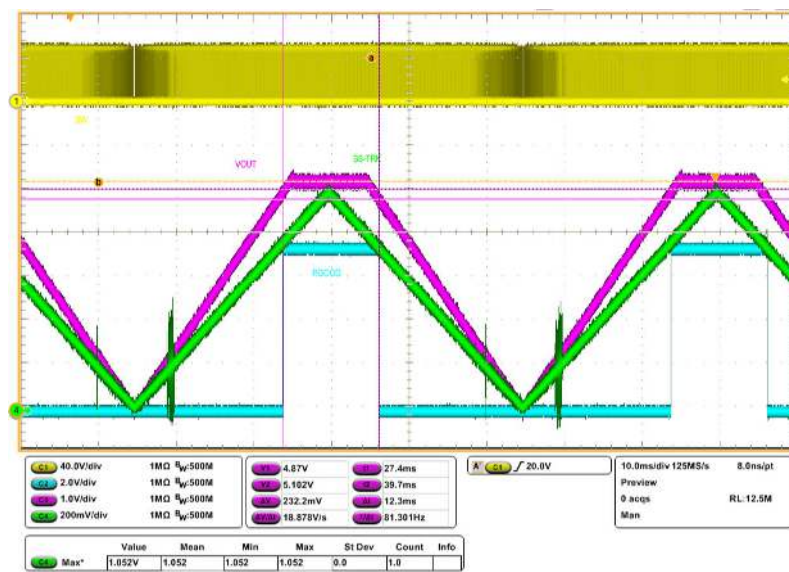 a
1
SW
VOUT
SS-TRK
b
PGOOD
4
C1 40.0V/div 1MΩ BW:500M
C2 2.0V/div 1MΩ BW:500M
C3 1.0V/div 1MΩ BW:500M
C4 200mV/div 1MΩ BW:500M
V1 4.87V t1 27.4ms
V2 5.102V t2 39.7ms
ΔV 232.2mV Δt 12.3ms
ΔV/Δt 18.878V/s 1/Δt 81.301Hz
A' C1 20.0V
10.0ms/div 125MS/s 8.0ns/pt
Preview
0 acqs RL:12.5M
Man
Value Mean Min Max St Dev Count Info
C4 Max* 1.052V 1.052 1.052 1.052 0.0 1.0